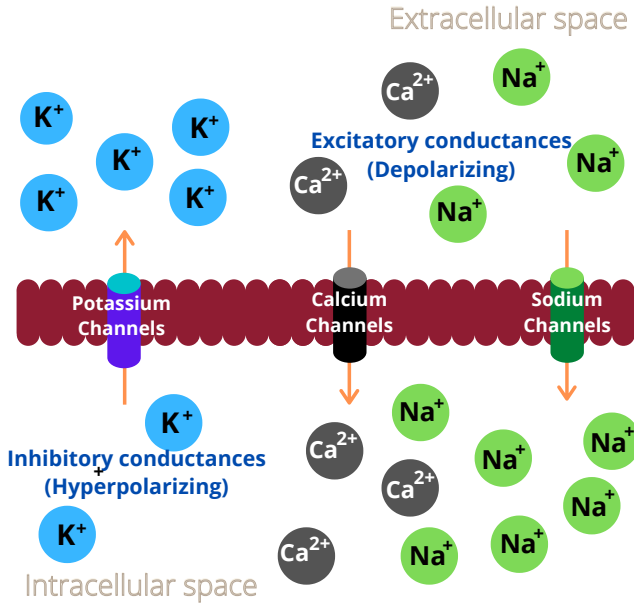 Extracellular space
Ca2+
Na+
K+
K+
K+
Excitatory conductances
(Depolarizing)
Na+
Ca2+
K+
K+
Na+
Potassium
Channels
Calcium
Channels
Sodium
Channels
K+
Na+
Ca2+
Na+
Na+
Inhibitory conductances
+
(Hyperpolarizing)
Ca2+
Na+
K+
Ca2+
Na+
Na+
Intracellular space